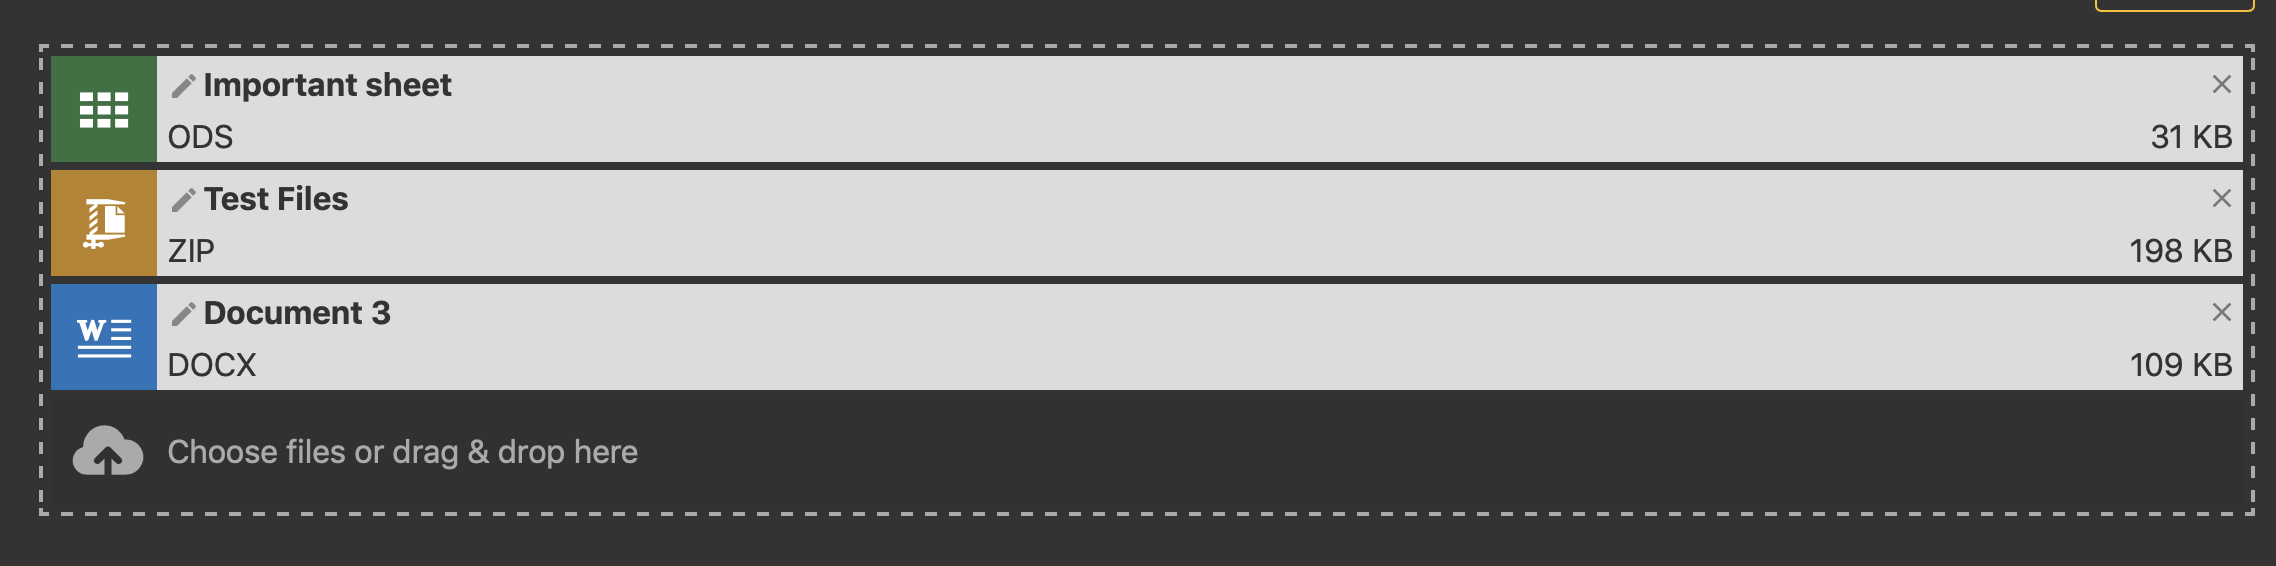 Important sheet
ODS
31 KB
Test Files
ZIP
198 KB
W
Document 3
DOCX
109 KB
Choose files or drag & drop here